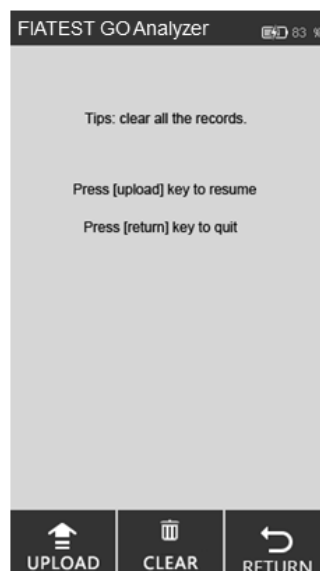 FIATEST GO Analyzer 83 %
Tips: clear all the records.
Press [upload] key to resume
Press [return] key to quit
UPLOAD CLEAR RETURN